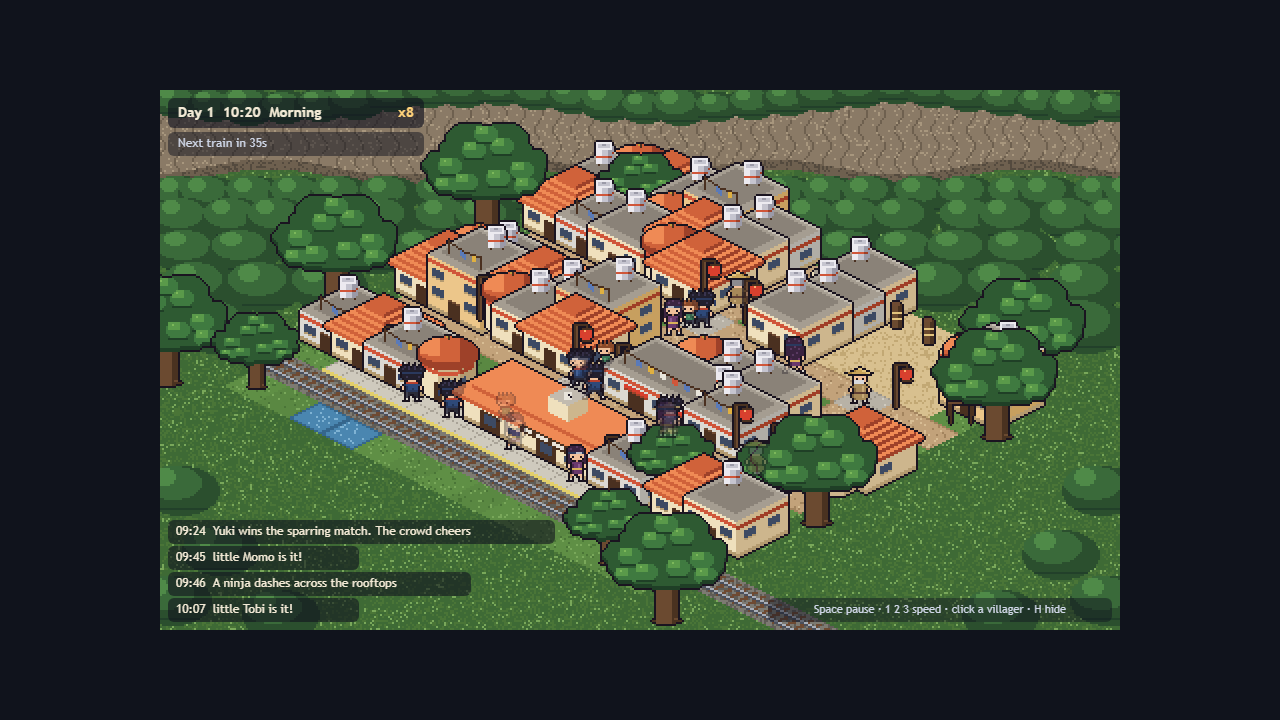 Day 1 10:20 Morning x8
Next train in 35s
09:24 Yuki wins the sparring match. The crowd cheers
09:45 little Momo is it!
09:46 A ninja dashes across the rooftops
10:07 little Tobi is it!
Space pause · 1 2 3 speed · click a villager · H hide